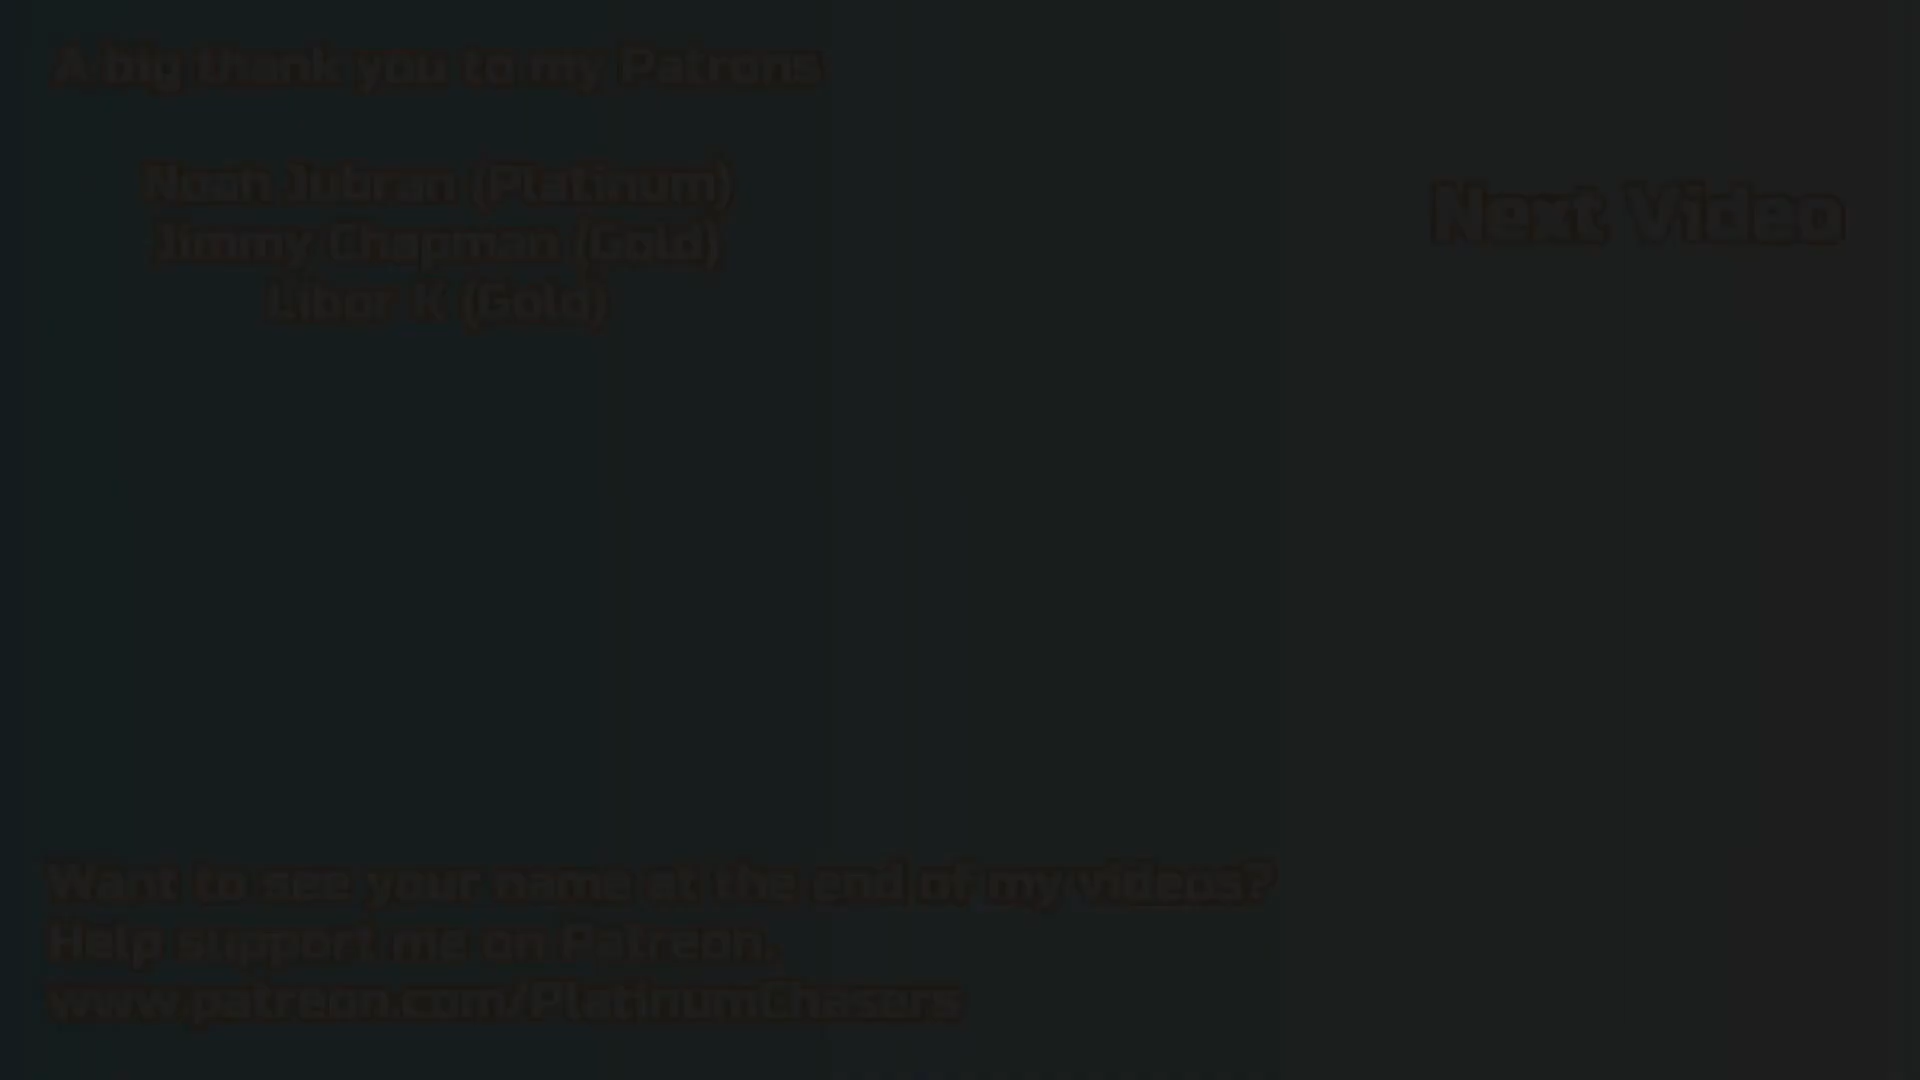 A big thank you to my Patrons
Noah Jubran (Platinum)
Jimmy Chapman (Gold)
Libor K (Gold)
Next Video
Want to see your name at the end of my videos?
Help support me on Patreon.
www.patreon.com/PlatinumChasers